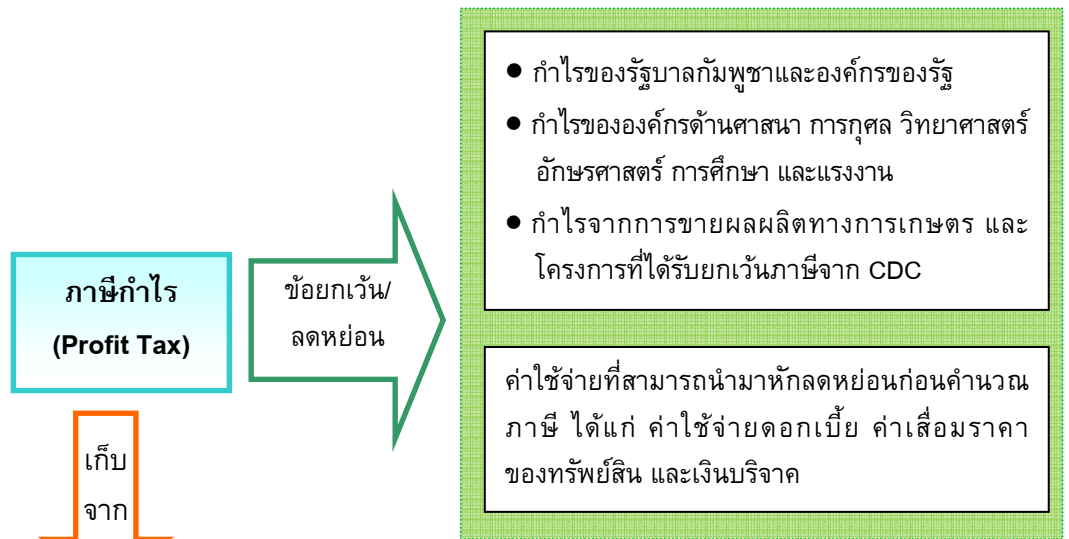 ภาษีกำไร
(Profit Tax)
ข้อยกเว้น/
ลดหย่อน
● กำไรของรัฐบาลกัมพูชาและองค์กรของรัฐ
● กำไรขององค์กรด้านศาสนา การกุศล วิทยาศาสตร์
อักษรศาสตร์ การศึกษา และแรงงาน
● กำไรจากการขายผลผลิตทางการเกษตร และ
โครงการที่ได้รับยกเว้นภาษีจาก CDC
ค่าใช้จ่ายที่สามารถนำมาหักลดหย่อนก่อนคำนวณ
ภาษี ได้แก่ ค่าใช้จ่ายดอกเบี้ย ค่าเสื่อมราคา
ของทรัพย์สิน และเงินบริจาค
เก็บ
จาก